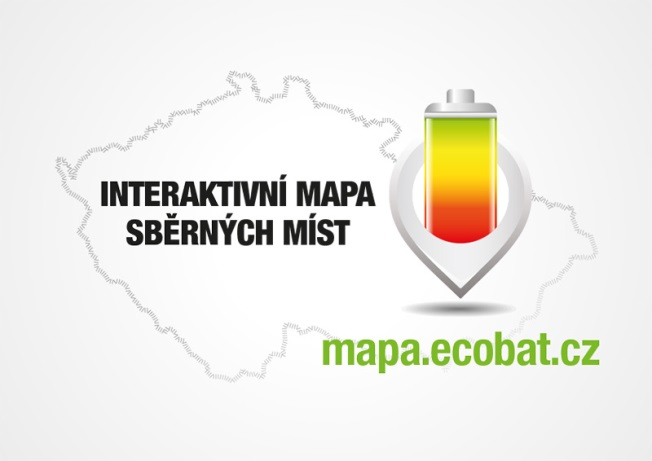 INTERAKTIVNÍ MAPA
SBĚRNÝCH MÍST
mapa.ecobat.cz